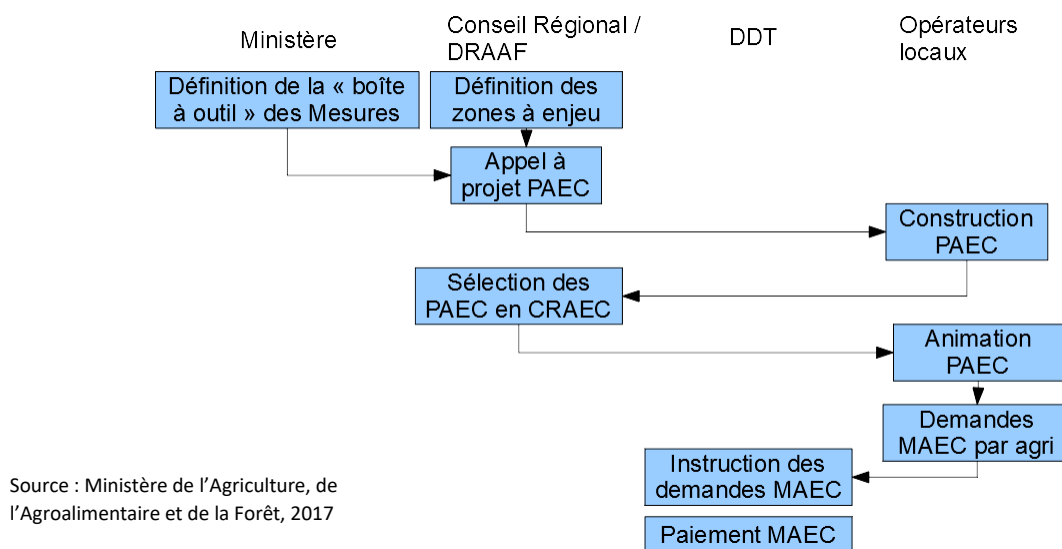 Ministère
Conseil Régional /
DRAAF
DDT
Opérateurs
locaux
Définition de la « boîte
à outil » des Mesures
Définition des
zones à enjeu
Appel à
projet PAEC
Construction
PAEC
Sélection des
PAEC en CRAEC
Animation
PAEC
Demandes
MAEC par agri
Instruction des
demandes MAEC
Paiement MAEC
Source : Ministère de l’Agriculture, de
l’Agroalimentaire et de la Forêt, 2017